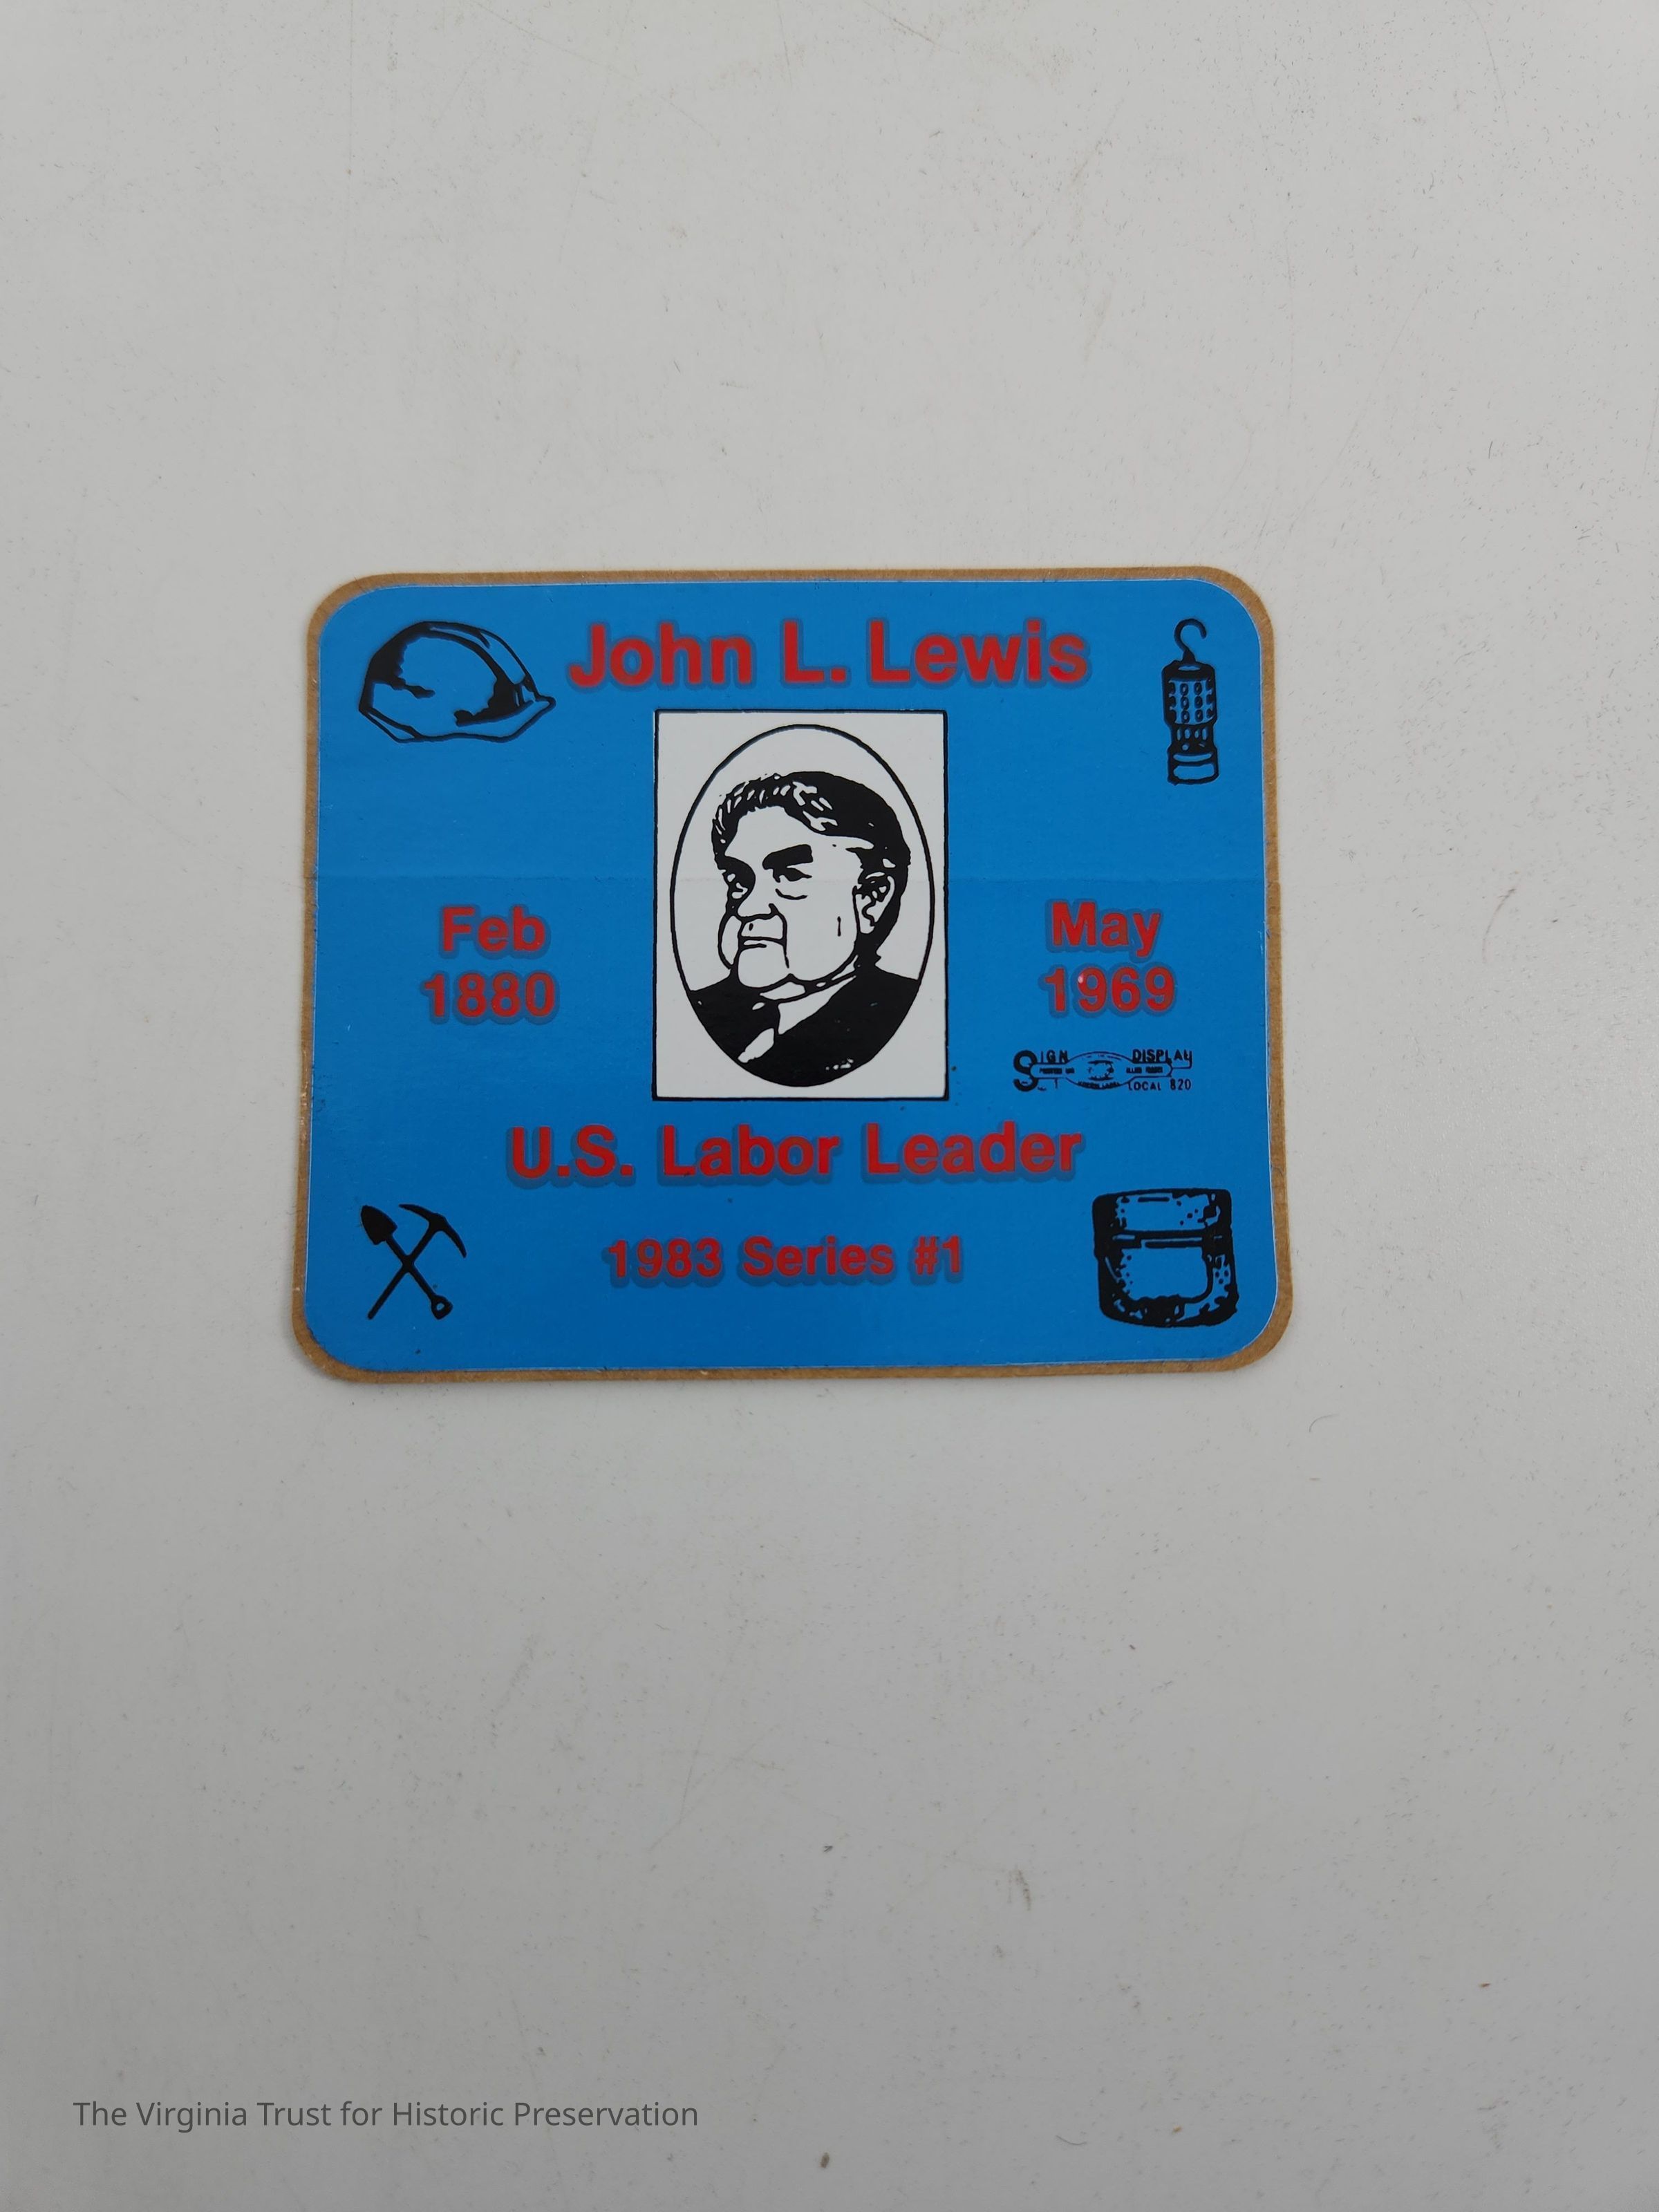 John L. Lewis
Feb
1880
May
1969
SIGN DISPLAY
LOCAL 820
U.S. Labor Leader
1983 Series #1
The Virginia Trust for Historic Preservation